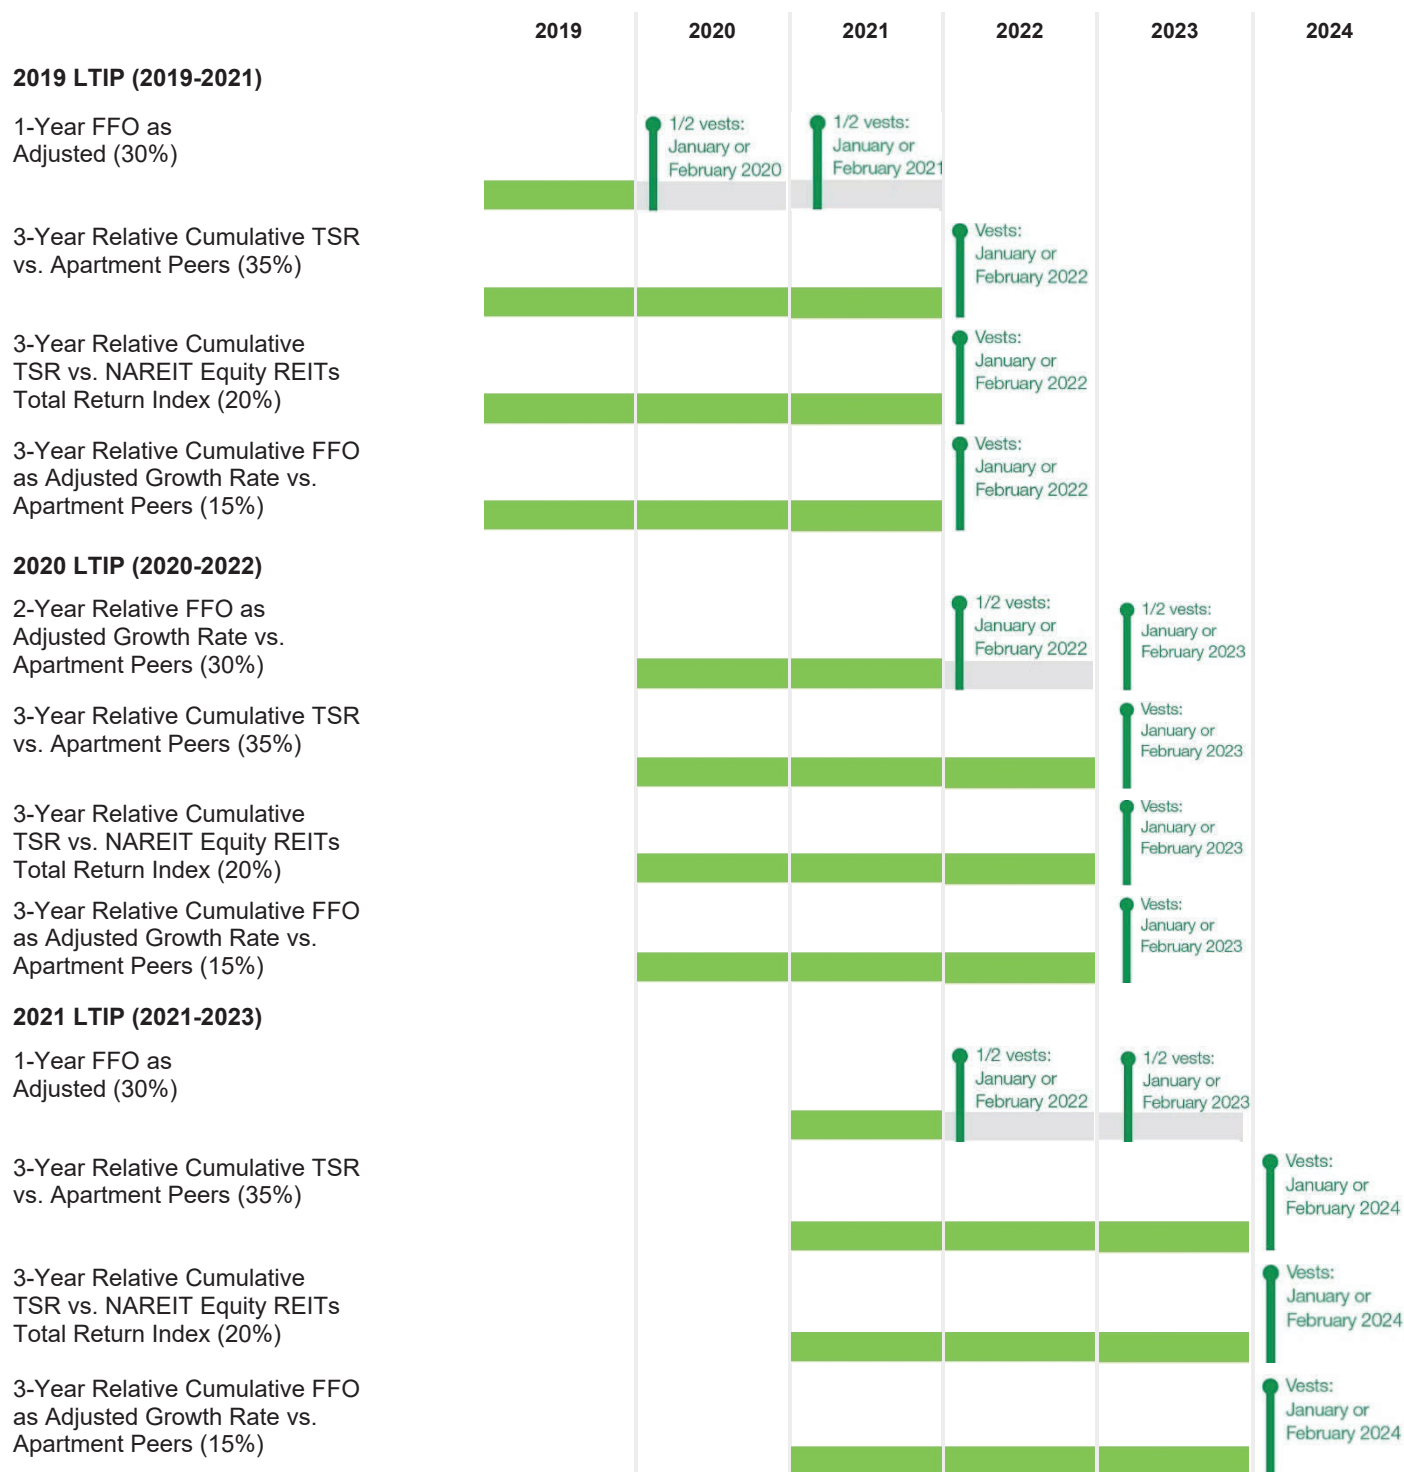 2019 2020 2021 2022 2023 2024
2019 LTIP (2019-2021)
1-Year FFO as
Adjusted (30%)
1/2 vests:
January or
February 2020
1/2 vests:
January or
February 2021
3-Year Relative Cumulative TSR
vs. Apartment Peers (35%)
Vests:
January or
February 2022
3-Year Relative Cumulative
TSR vs. NAREIT Equity REITs
Total Return Index (20%)
Vests:
January or
February 2022
3-Year Relative Cumulative FFO
as Adjusted Growth Rate vs.
Apartment Peers (15%)
Vests:
January or
February 2022
2020 LTIP (2020-2022)
2-Year Relative FFO as
Adjusted Growth Rate vs.
Apartment Peers (30%)
1/2 vests:
January or
February 2022
1/2 vests:
January or
February 2023
3-Year Relative Cumulative TSR
vs. Apartment Peers (35%)
Vests:
January or
February 2023
3-Year Relative Cumulative
TSR vs. NAREIT Equity REITs
Total Return Index (20%)
Vests:
January or
February 2023
3-Year Relative Cumulative FFO
as Adjusted Growth Rate vs.
Apartment Peers (15%)
Vests:
January or
February 2023
2021 LTIP (2021-2023)
1-Year FFO as
Adjusted (30%)
1/2 vests:
January or
February 2022
1/2 vests:
January or
February 2023
3-Year Relative Cumulative TSR
vs. Apartment Peers (35%)
Vests:
January or
February 2024
3-Year Relative Cumulative
TSR vs. NAREIT Equity REITs
Total Return Index (20%)
Vests:
January or
February 2024
3-Year Relative Cumulative FFO
as Adjusted Growth Rate vs.
Apartment Peers (15%)
Vests:
January or
February 2024